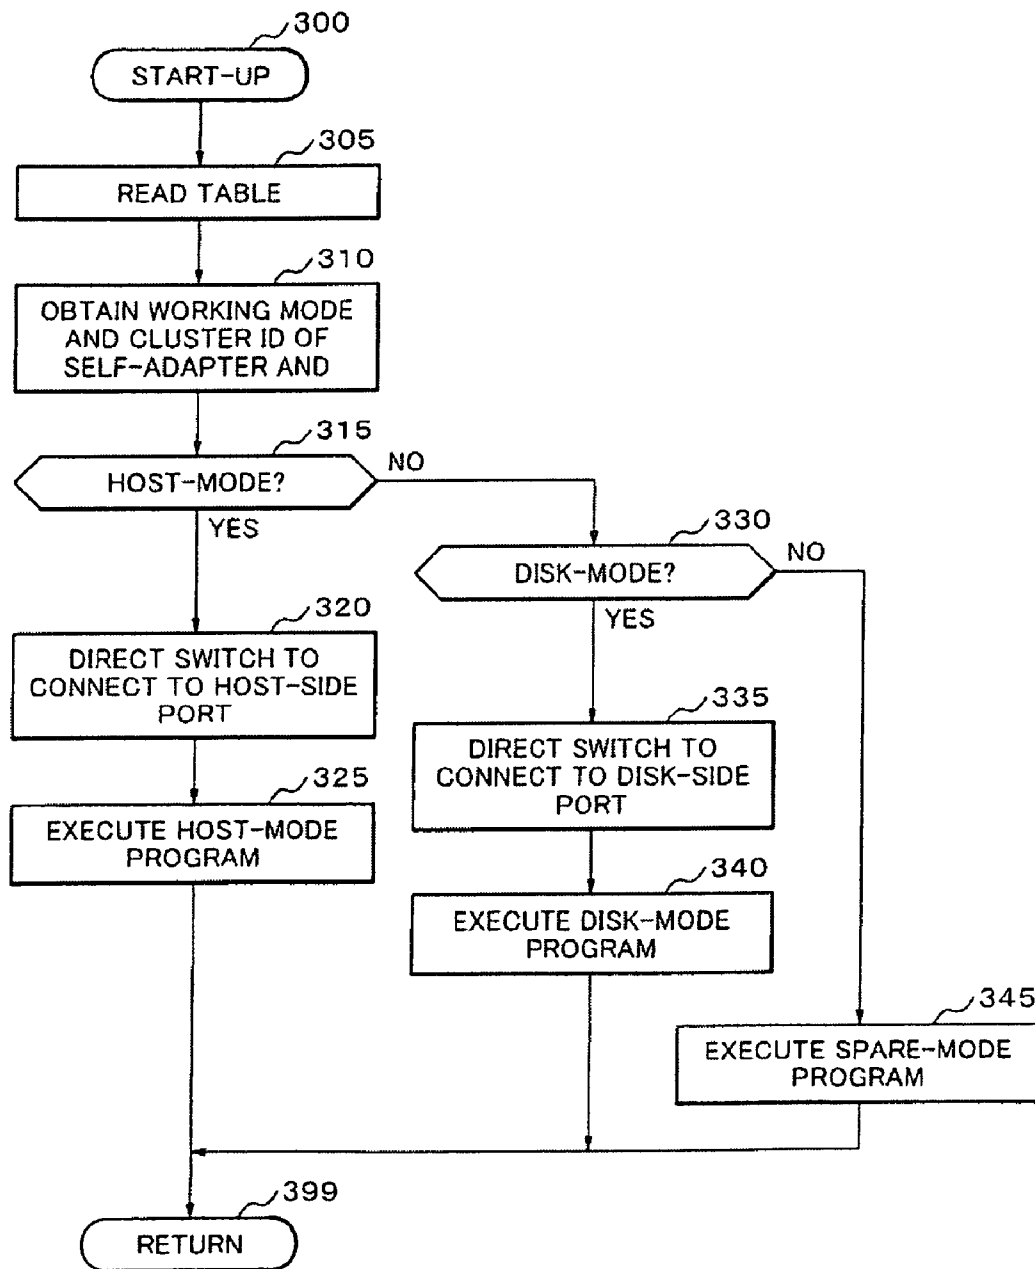 300
START-UP
305
READ TABLE
310
OBTAIN WORKING MODE
AND CLUSTER ID OF
SELF-ADAPTER AND
315
HOST-MODE?
NO
YES
330
DISK-MODE?
NO
YES
320
DIRECT SWITCH TO
CONNECT TO HOST-SIDE
PORT
335
DIRECT SWITCH TO
CONNECT TO DISK-SIDE
PORT
325
EXECUTE HOST-MODE
PROGRAM
340
EXECUTE DISK-MODE
PROGRAM
345
EXECUTE SPARE-MODE
PROGRAM
399
RETURN